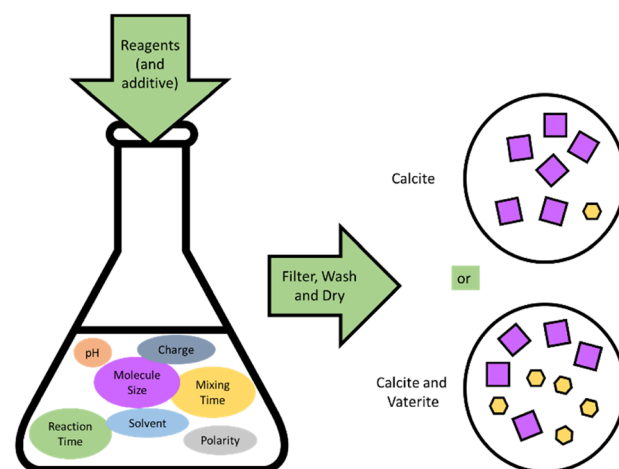 Reagents
(and
additive)
Calcite
Filter, Wash
and Dry
or
pH
Charge
Molecule
Size
Mixing
Time
Calcite and
Vaterite
Reaction
Time
Solvent
Polarity